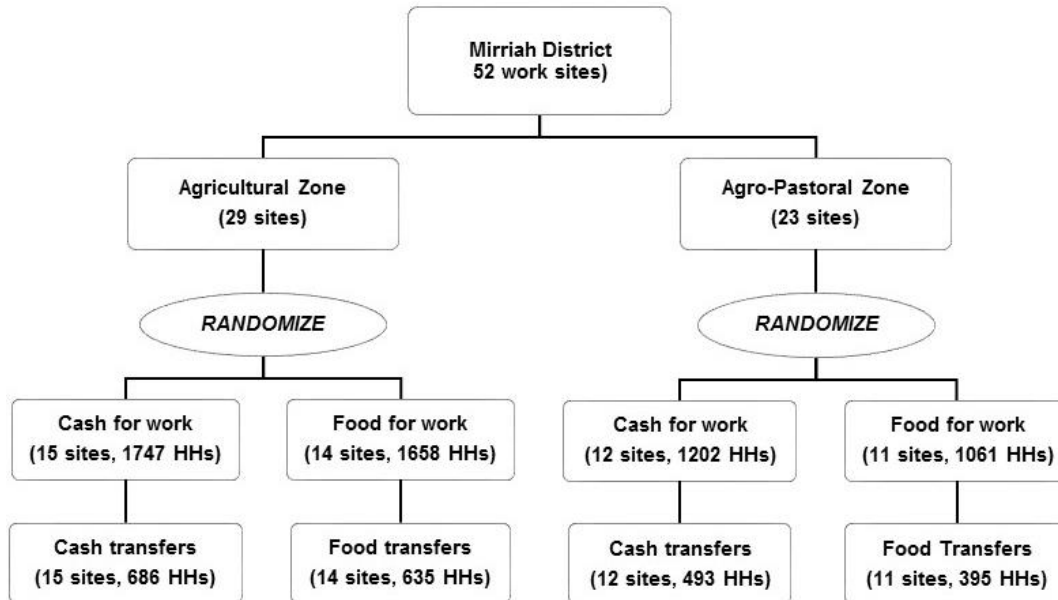 Mirriah District
52 work sites)
Agricultural Zone
(29 sites)
Agro-Pastoral Zone
(23 sites)
RANDOMIZE
RANDOMIZE
Cash for work
(15 sites, 1747 HHs)
Food for work
(14 sites, 1658 HHs)
Cash for work
(12 sites, 1202 HHs)
Food for work
(11 sites, 1061 HHs)
Cash transfers
(15 sites, 686 HHs)
Food transfers
(14 sites, 635 HHs)
Cash transfers
(12 sites, 493 HHs)
Food Transfers
(11 sites, 395 HHs)